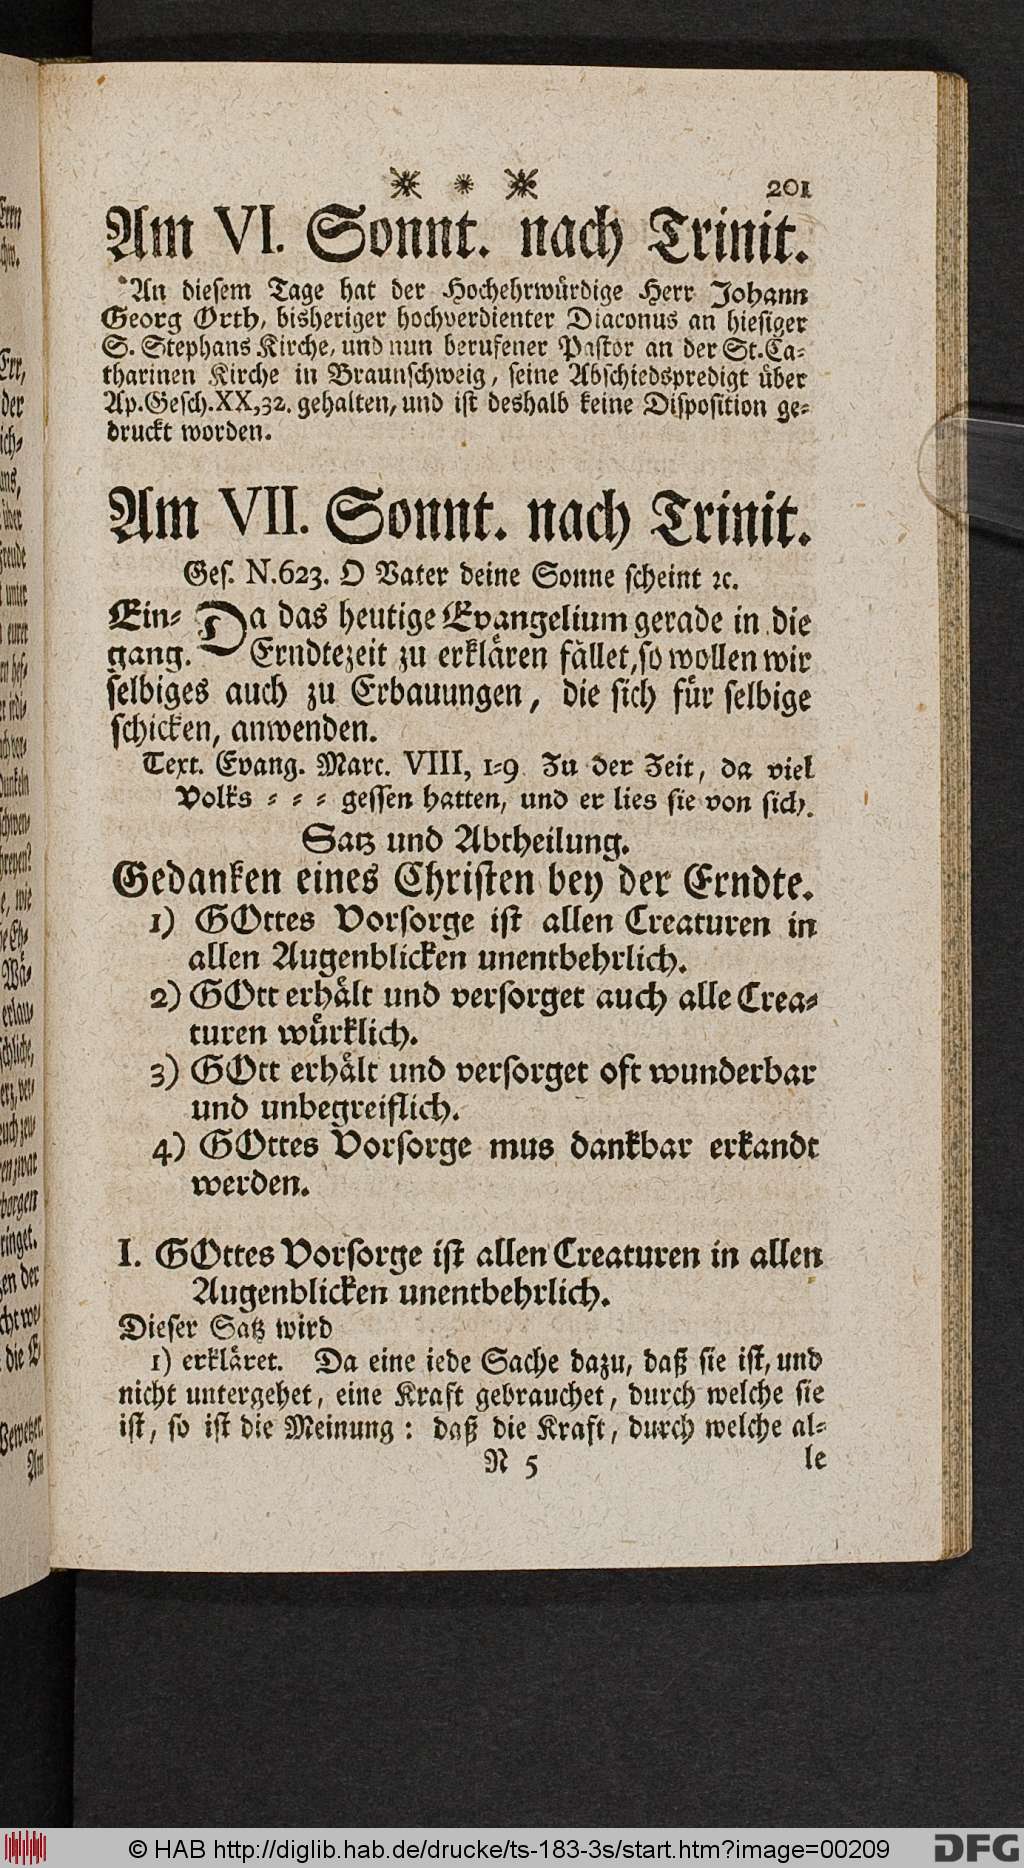 201
Am VI. Sonnt. nach Trinit.
An diesem Tage hat der Hochehrwürdige Herr Johann
Georg Orth, bisheriger hochverdienter Diaconus an hiesiger
S. Stephans Kirche, und nun berufener Pastor an der St. Ca-
tharinen Kirche in Braunschweig, seine Abschiedspredigt über
Ap. Gesch. XX, 32. gehalten, und ist deshalb keine Disposition ge-
druckt worden.
Am VII. Sonnt. nach Trinit.
Ges. N. 623. O Vater deine Sonne scheint ꝛc.
Ein- Da das heutige Evangelium gerade in die
gang. Erndtezeit zu erklären fället, so wollen wir
selbiges auch zu Erbauungen, die sich für selbige
schicken, anwenden.
Text. Evang. Marc. VIII, 1-9 Zu der Zeit, da viel
Volks - - - gessen hatten, und er lies sie von sich.
Satz und Abtheilung.
Gedanken eines Christen bey der Erndte.
1) GOttes Vorsorge ist allen Creaturen in
allen Augenblicken unentbehrlich.
2) GOtt erhält und versorget auch alle Crea-
turen würklich.
3) GOtt erhält und versorget oft wunderbar
und unbegreiflich.
4) GOttes Vorsorge mus dankbar erkandt
werden.
I. GOttes Vorsorge ist allen Creaturen in allen
Augenblicken unentbehrlich.
Dieser Satz wird
1) erkläret. Da eine iede Sache dazu, daß sie ist, und
nicht untergehet, eine Kraft gebrauchet, durch welche sie
ist, so ist die Meinung: daß die Kraft, durch welche al-
N 5 le
© HAB http://diglib.hab.de/drucke/ts-183-3s/start.htm?image=00209
DFG